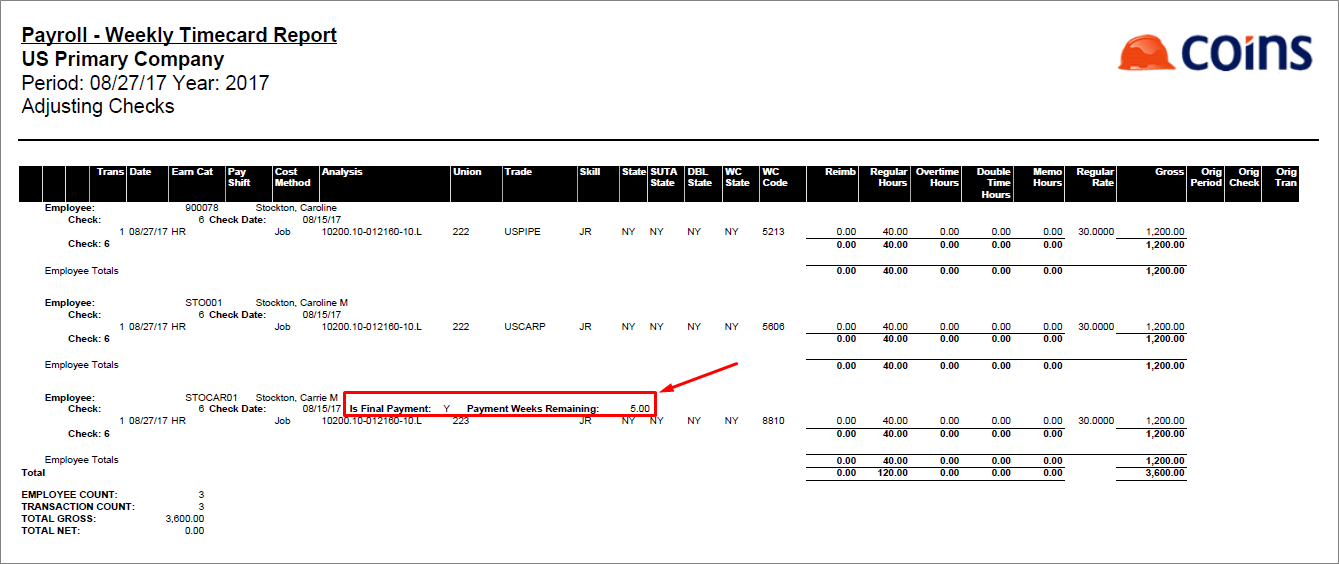 Payroll - Weekly Timecard Report
US Primary Company
Period: 08/27/17 Year: 2017
Adjusting Checks
coins
Trans Date Earn Cat Pay Shift Cost Method Analysis Union Trade Skill State SUTA State DBL State WC State WC Code Reimb Regular Hours Overtime Hours Double Time Hours Memo Hours Regular Rate Gross Orig Period Orig Check Orig Tran
Employee: 900078 Stockton, Caroline
Check: 6 Check Date: 08/15/17
1 08/27/17 HR Job 10200.10-012160-10.L 222 USPIPE JR NY NY NY NY 5213 0.00 40.00 0.00 0.00 0.00 30.0000 1,200.00
Check: 6 0.00 40.00 0.00 0.00 0.00 1,200.00
Employee Totals 0.00 40.00 0.00 0.00 0.00 1,200.00
Employee: STO001 Stockton, Caroline M
Check: 6 Check Date: 08/15/17
1 08/27/17 HR Job 10200.10-012160-10.L 222 USCARP JR NY NY NY NY 5606 0.00 40.00 0.00 0.00 0.00 30.0000 1,200.00
Check: 6 0.00 40.00 0.00 0.00 0.00 1,200.00
Employee Totals 0.00 40.00 0.00 0.00 0.00 1,200.00
Employee: STOCAR01 Stockton, Carrie M
Check: 6 Check Date: 08/15/17 Is Final Payment: Y Payment Weeks Remaining: 5.00
1 08/27/17 HR Job 10200.10-012160-10.L 223 JR NY NY NY NY 8810 0.00 40.00 0.00 0.00 0.00 30.0000 1,200.00
Check: 6 0.00 40.00 0.00 0.00 0.00 1,200.00
Employee Totals 0.00 40.00 0.00 0.00 0.00 1,200.00
Total 0.00 120.00 0.00 0.00 0.00 3,600.00
EMPLOYEE COUNT: 3
TRANSACTION COUNT: 3
TOTAL GROSS: 3,600.00
TOTAL NET: 0.00